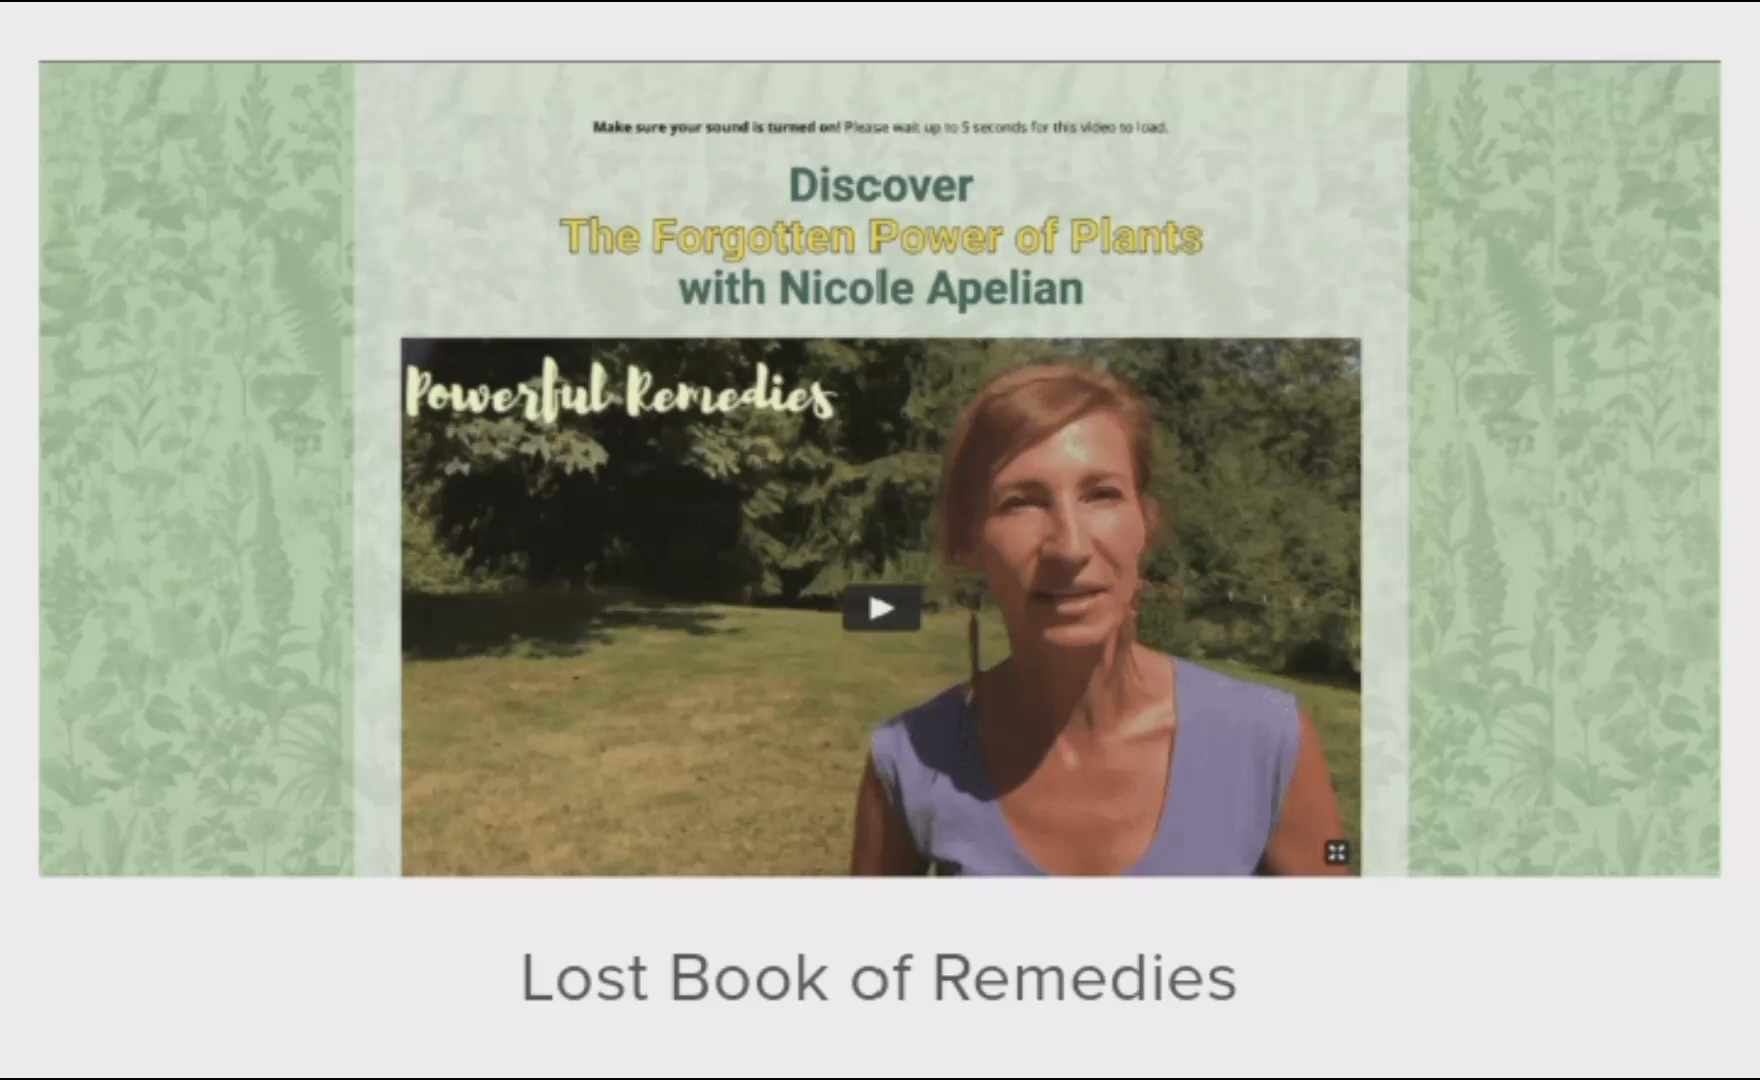 Make sure your sound is turned on! Please wait up to 5 seconds for this video to load.
Discover
The Forgotten Power of Plants
with Nicole Apelian
Powerful Remedies
Lost Book of Remedies